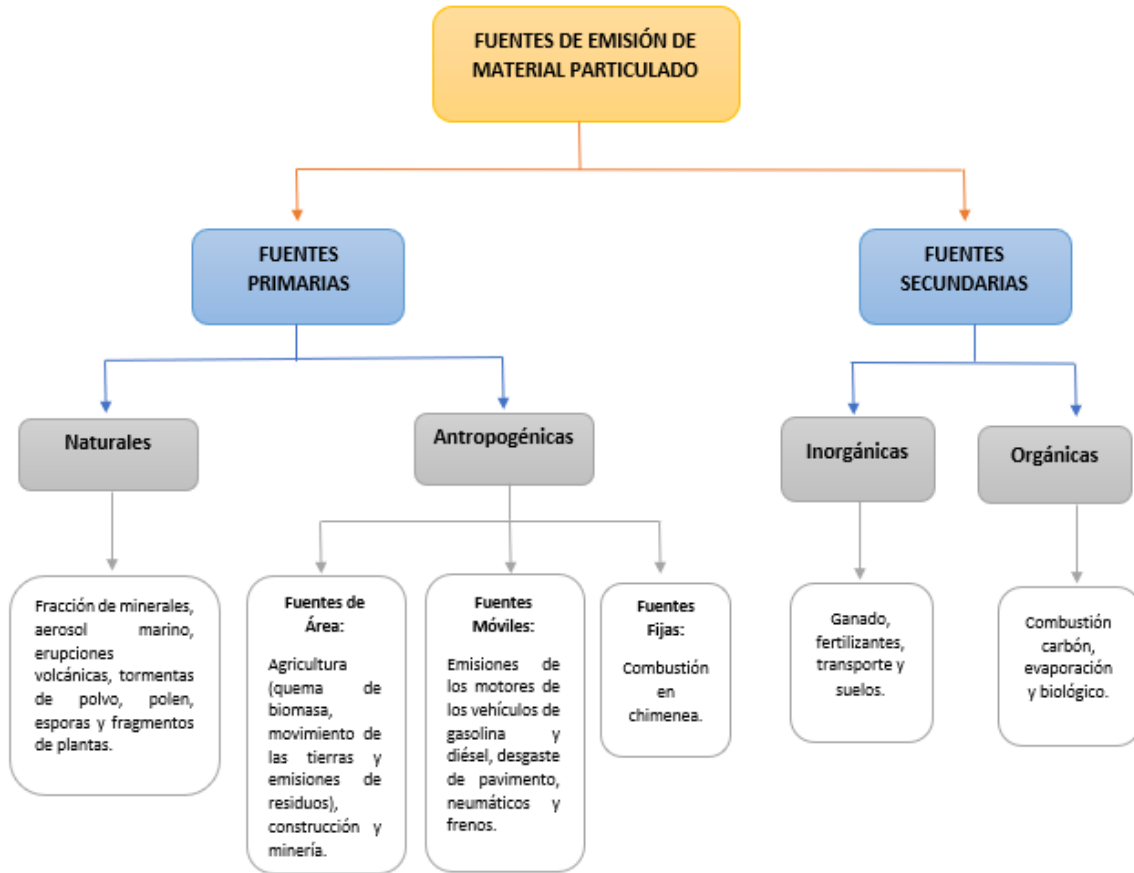 FUENTES DE EMISIÓN DE
MATERIAL PARTICULADO
FUENTES
PRIMARIAS
FUENTES
SECUNDARIAS
Naturales
Antropogénicas
Inorgánicas
Orgánicas
Fracción de minerales,
aerosol marino,
erupciones
volcánicas, tormentas
de polvo, polen,
esporas y fragmentos
de plantas.
Fuentes de
Área:
Agricultura
(quema de
biomasa,
movimiento de
las tierras y
emisiones de
residuos),
construcción y
minería.
Fuentes
Móviles:
Emisiones de
los motores de
los vehículos de
gasolina y
diésel, desgaste
de pavimento,
neumáticos y
frenos.
Fuentes
Fijas:
Combustión
en
chimenea.
Ganado,
fertilizantes,
transporte y
suelos.
Combustión
carbón,
evaporación
y biológico.